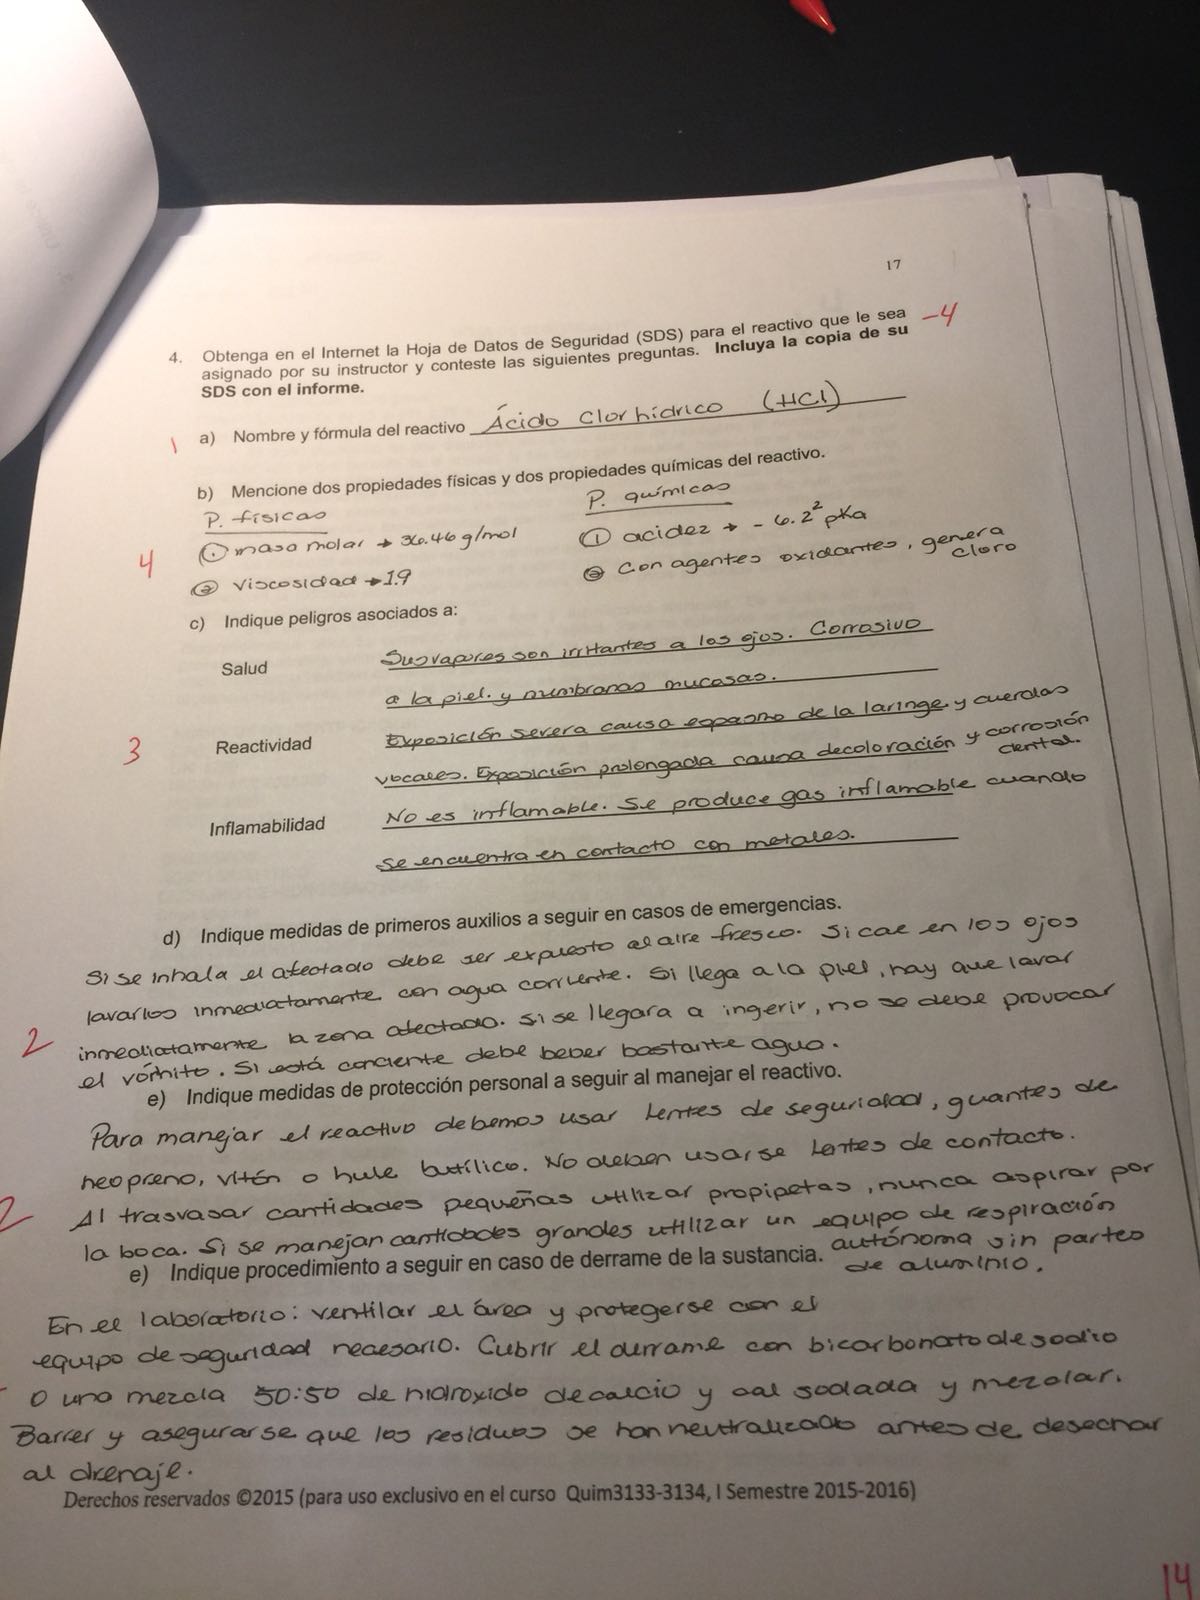 17
4. Obtenga en el Internet la Hoja de Datos de Seguridad (SDS) para el reactivo que le sea -4
asignado por su instructor y conteste las siguientes preguntas. Incluya la copia de su
SDS con el informe.
1 a) Nombre y fórmula del reactivo Ácido Clorhídrico (HCl)
b) Mencione dos propiedades físicas y dos propiedades químicas del reactivo.
P. físicas P. químicas
① masa molar → 36.46 g/mol ① acidez → -6.2² pKa
4 ② viscosidad → 1.9 ② Con agentes oxidantes, genera
cloro
c) Indique peligros asociados a:
Salud Sus vapores son irritantes a los ojos. Corrosivo
a la piel. y membranas mucosas.
3 Reactividad Exposición severa causa espasmo de la laringe y cuerdas
vocales. Exposición prolongada causa decoloración y corrosión
dental.
Inflamabilidad No es inflamable. Se produce gas inflamable cuando
se encuentra en contacto con metales.
d) Indique medidas de primeros auxilios a seguir en casos de emergencias.
Si se inhala el afectado debe ser expuesto al aire fresco. Si cae en los ojos
lavarlos inmediatamente con agua corriente. Si llega a la piel, hay que lavar
2 inmediatamente la zona afectada. Si se llegara a ingerir, no se debe provocar
el vómito. Si está conciente debe beber bastante agua.
e) Indique medidas de protección personal a seguir al manejar el reactivo.
Para manejar el reactivo debemos usar lentes de seguridad, guantes de
neopreno, vitón o hule butílico. No deben usarse lentes de contacto.
2 Al trasvasar cantidades pequeñas utilizar propipetas, nunca aspirar por
la boca. Si se manejan cantidades grandes utilizar un equipo de respiración
autónoma sin partes
de aluminio.
e) Indique procedimiento a seguir en caso de derrame de la sustancia.
En el laboratorio: ventilar el área y protegerse con el
equipo de seguridad necesario. Cubrir el derrame con bicarbonato de sodio
o una mezcla 50:50 de hidroxido de calcio y cal sodada y mezclar.
Barrer y asegurarse que los residuos se han neutralizado antes de desechar
al drenaje.
Derechos reservados ©2015 (para uso exclusivo en el curso Quim3133-3134, I Semestre 2015-2016)
14